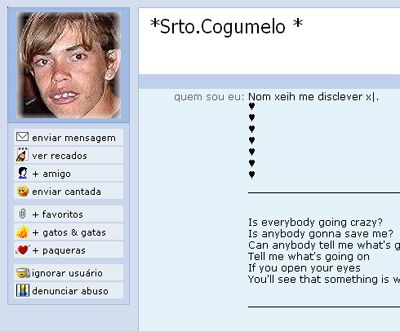 *Srto.Cogumelo *
quem sou eu: Nom xeih me disclever x|.
♥
♥
♥
♥
♥
♥
♥
enviar mensagem
ver recados
+ amigo
enviar cantada
+ favoritos
+ gatos & gatas
+ paqueras
ignorar usuário
denunciar abuso
Is everybody going crazy?
Is anybody gonna save me?
Can anybody tell me what's g
Tell me what's going on
If you open your eyes
You'll see that something is w